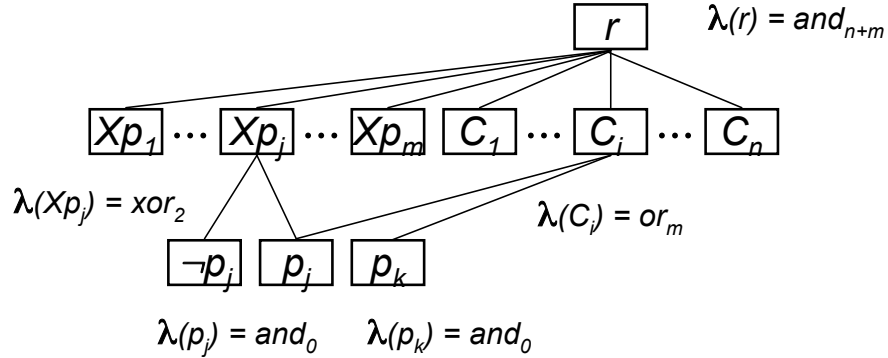 r λ(r) = and_{n+m}
Xp_1 ... Xp_j ... Xp_m C_1 ... C_i ... C_n
λ(Xp_j) = xor_2 λ(C_i) = or_m
¬p_j p_j p_k
λ(p_j) = and_0 λ(p_k) = and_0